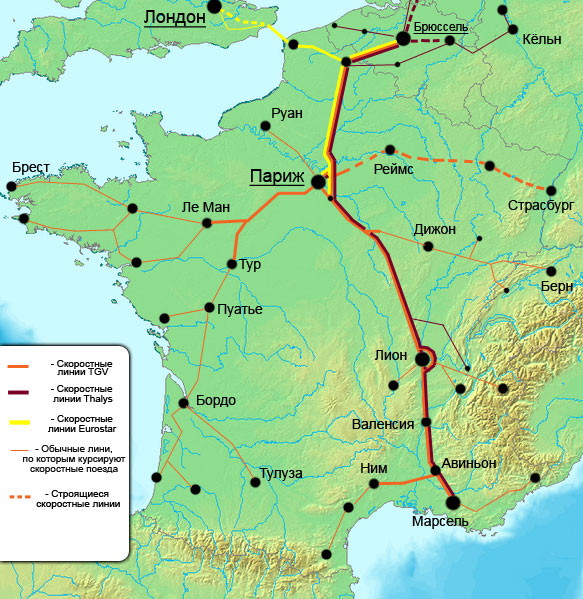 Лондон
Брюссель
Кёльн
Руан
Брест
Париж
Реймс
Страсбург
Ле Ман
Дижон
Тур
Берн
Пуатье
Лион
Бордо
Валенсия
Тулуза
Ним
Авиньон
Марсель
- Скоростные
линии TGV
- Скоростные
линии Thalys
- Скоростные
линии Eurostar
- Обычные лини,
по которым курсируют
скоростные поезда
- Строящиеся
скоростные линии